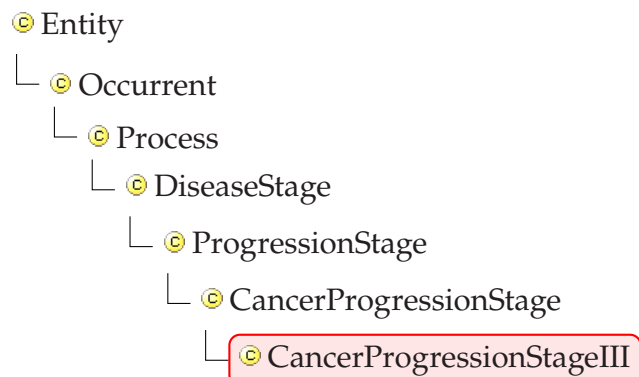 Entity
Occurrent
Process
DiseaseStage
ProgressionStage
CancerProgressionStage
CancerProgressionStageIII